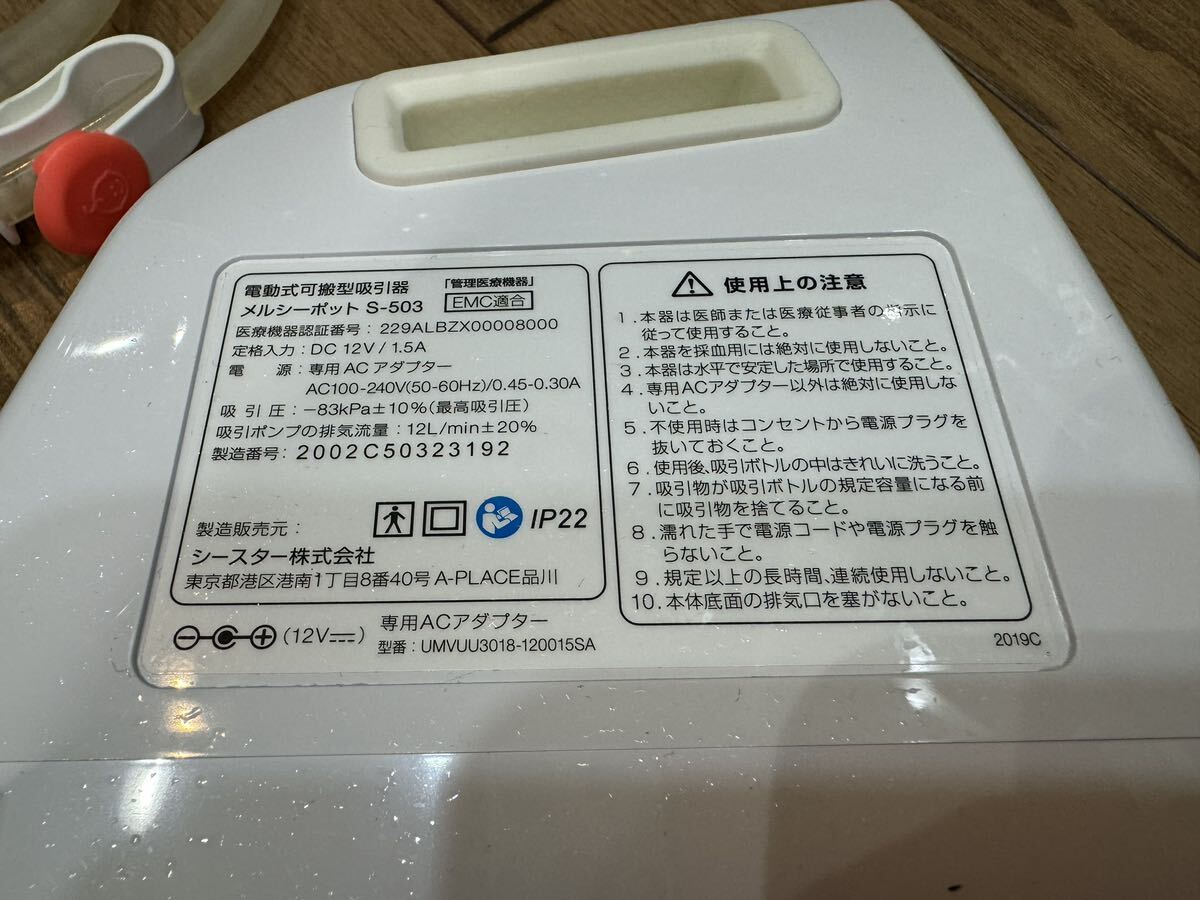 電動式可搬型吸引器 「管理医療機器」
メルシーポット S-503 EMC適合
医療機器認証番号：229ALBZX00008000
定格入力：DC 12V / 1.5A
電　　源：専用 AC アダプター
AC100-240V(50-60Hz)/0.45-0.30A
吸 引 圧：-83kPa±10%(最高吸引圧)
吸引ポンプの排気流量：12L/min±20%
製造番号：2002C50323192
IP22
製造販売元：
シースター株式会社
東京都港区港南1丁目8番40号 A-PLACE品川
(12V⎓) 専用ACアダプター
型番：UMVUU3018-120015SA
使用上の注意
1.本器は医師または医療従事者の指示に
従って使用すること。
2.本器を採血用には絶対に使用しないこと。
3.本器は水平で安定した場所で使用すること。
4.専用ACアダプター以外は絶対に使用しな
いこと。
5.不使用時はコンセントから電源プラグを
抜いておくこと。
6.使用後、吸引ボトルの中はきれいに洗うこと。
7.吸引物が吸引ボトルの規定容量になる前
に吸引物を捨てること。
8.濡れた手で電源コードや電源プラグを触
らないこと。
9.規定以上の長時間、連続使用しないこと。
10.本体底面の排気口を塞がないこと。
2019C